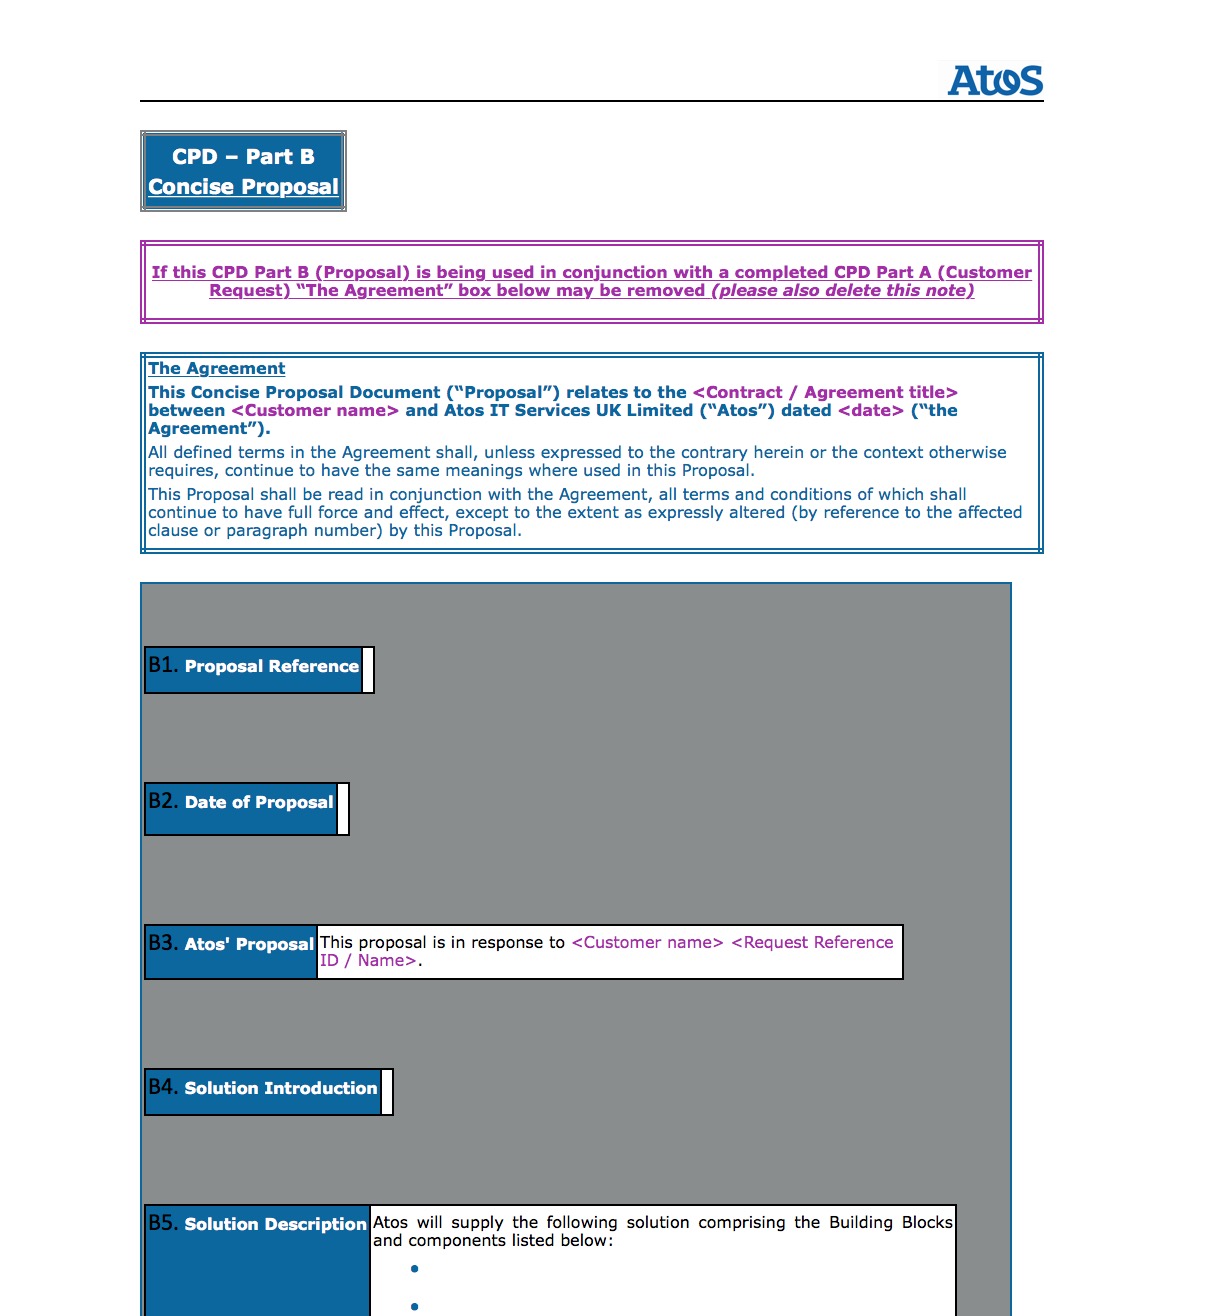 Atos
CPD – Part B
Concise Proposal
If this CPD Part B (Proposal) is being used in conjunction with a completed CPD Part A (Customer
Request) “The Agreement” box below may be removed (please also delete this note)
The Agreement
This Concise Proposal Document (“Proposal”) relates to the <Contract / Agreement title>
between <Customer name> and Atos IT Services UK Limited (“Atos”) dated <date> (“the
Agreement”).
All defined terms in the Agreement shall, unless expressed to the contrary herein or the context otherwise
requires, continue to have the same meanings where used in this Proposal.
This Proposal shall be read in conjunction with the Agreement, all terms and conditions of which shall
continue to have full force and effect, except to the extent as expressly altered (by reference to the affected
clause or paragraph number) by this Proposal.
B1. Proposal Reference
B2. Date of Proposal
B3. Atos' Proposal This proposal is in response to <Customer name> <Request Reference
ID / Name>.
B4. Solution Introduction
B5. Solution Description Atos will supply the following solution comprising the Building Blocks
and components listed below: